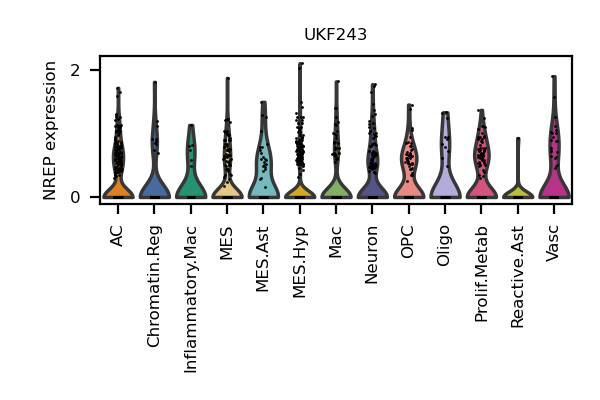 UKF243
NREP expression
2
0
AC
Chromatin.Reg
Inflammatory.Mac
MES
MES.Ast
MES.Hyp
Mac
Neuron
OPC
Oligo
Prolif.Metab
Reactive.Ast
Vasc